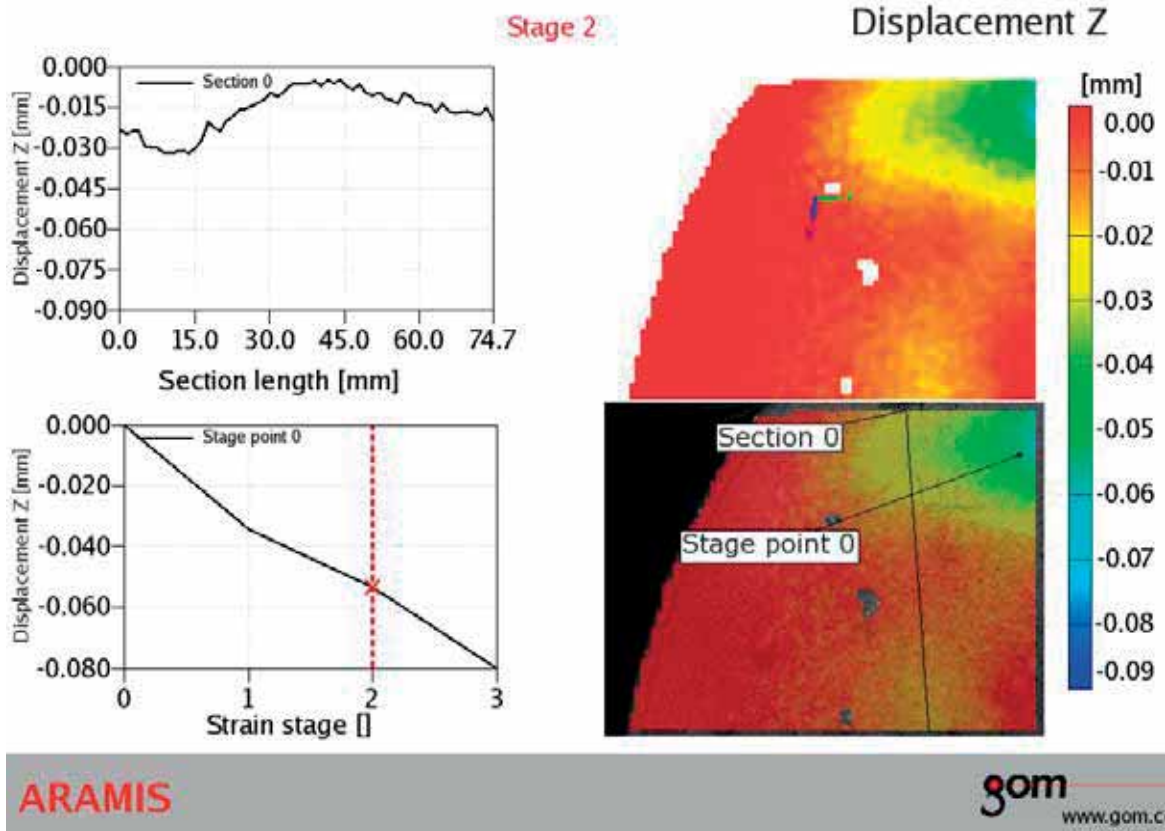 Stage 2
Displacement Z
Displacement Z [mm]
0.000
-0.015
-0.030
-0.045
-0.060
-0.075
-0.090
Section 0
0.0 15.0 30.0 45.0 60.0 74.7
Section length [mm]
Displacement Z [mm]
0.000
-0.020
-0.040
-0.060
-0.080
Stage point 0
0 1 2 3
Strain stage []
[mm]
0.00
-0.01
-0.02
-0.03
-0.04
-0.05
-0.06
-0.07
-0.08
-0.09
Section 0
Stage point 0
ARAMIS
gom
www.gom.c